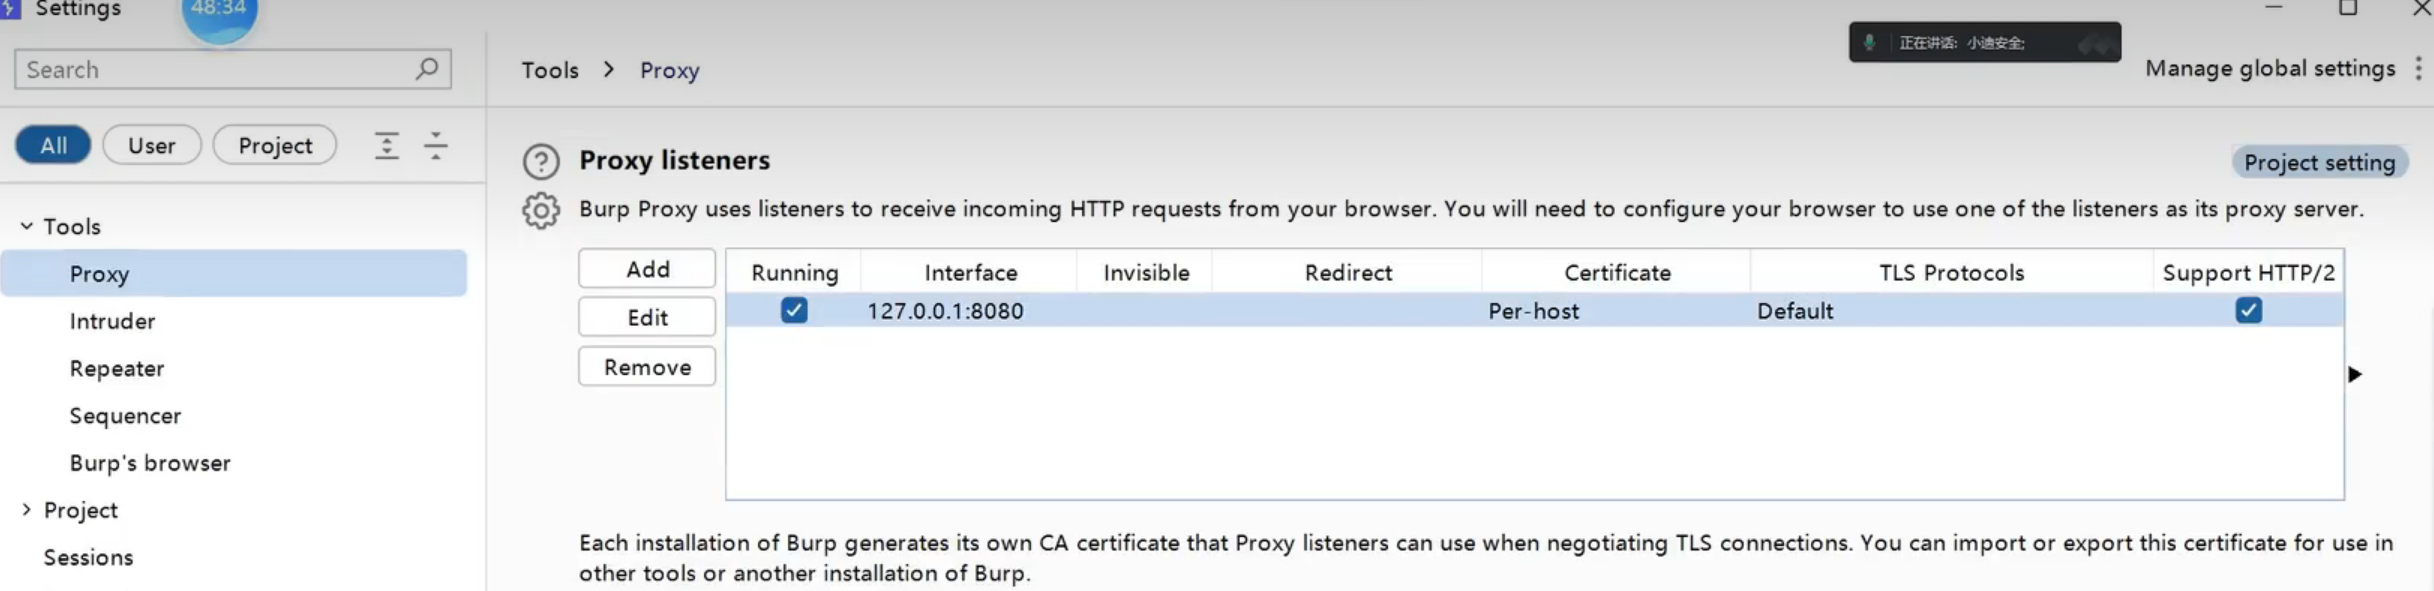 Settings
48:34
正在讲话: 小迪安全;
Search
Tools > Proxy
Manage global settings
All
User
Project
Proxy listeners
Project setting
Burp Proxy uses listeners to receive incoming HTTP requests from your browser. You will need to configure your browser to use one of the listeners as its proxy server.
Tools
Proxy
Intruder
Repeater
Sequencer
Burp's browser
Project
Sessions
Add
Edit
Remove
Running Interface Invisible Redirect Certificate TLS Protocols Support HTTP/2
127.0.0.1:8080 Per-host Default
Each installation of Burp generates its own CA certificate that Proxy listeners can use when negotiating TLS connections. You can import or export this certificate for use in
other tools or another installation of Burp.